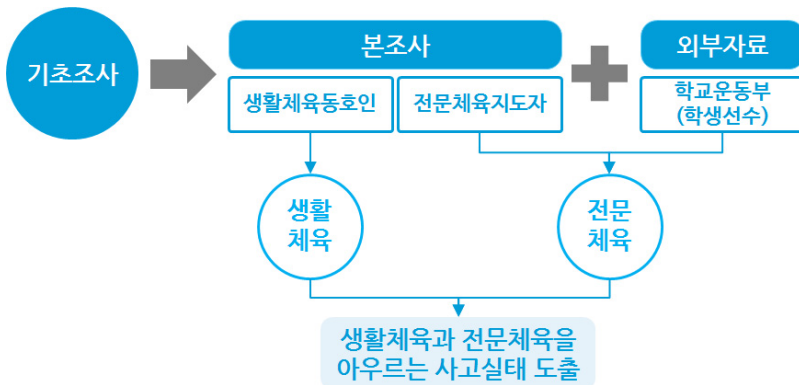 기초조사
본조사
외부자료
생활체육동호인
전문체육지도자
학교운동부
(학생선수)
생활
체육
전문
체육
생활체육과 전문체육을
아우르는 사고실태 도출